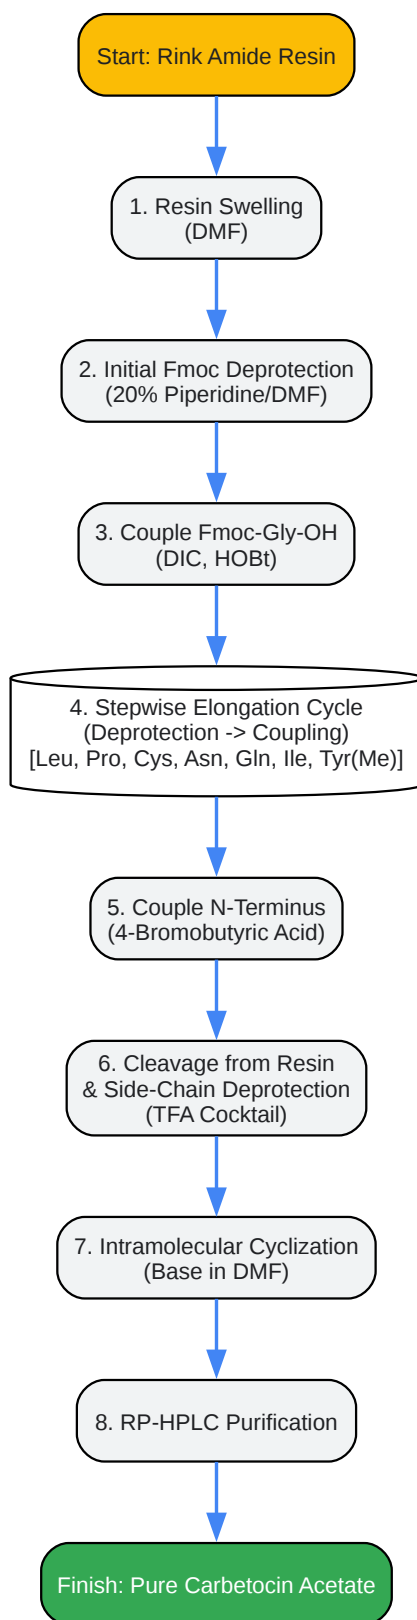 Start: Rink Amide Resin
1. Resin Swelling
(DMF)
2. Initial Fmoc Deprotection
(20% Piperidine/DMF)
3. Couple Fmoc-Gly-OH
(DIC, HOBt)
4. Stepwise Elongation Cycle
(Deprotection -> Coupling)
[Leu, Pro, Cys, Asn, Gln, Ile, Tyr(Me)]
5. Couple N-Terminus
(4-Bromobutyric Acid)
6. Cleavage from Resin
& Side-Chain Deprotection
(TFA Cocktail)
7. Intramolecular Cyclization
(Base in DMF)
8. RP-HPLC Purification
Finish: Pure Carbetocin Acetate